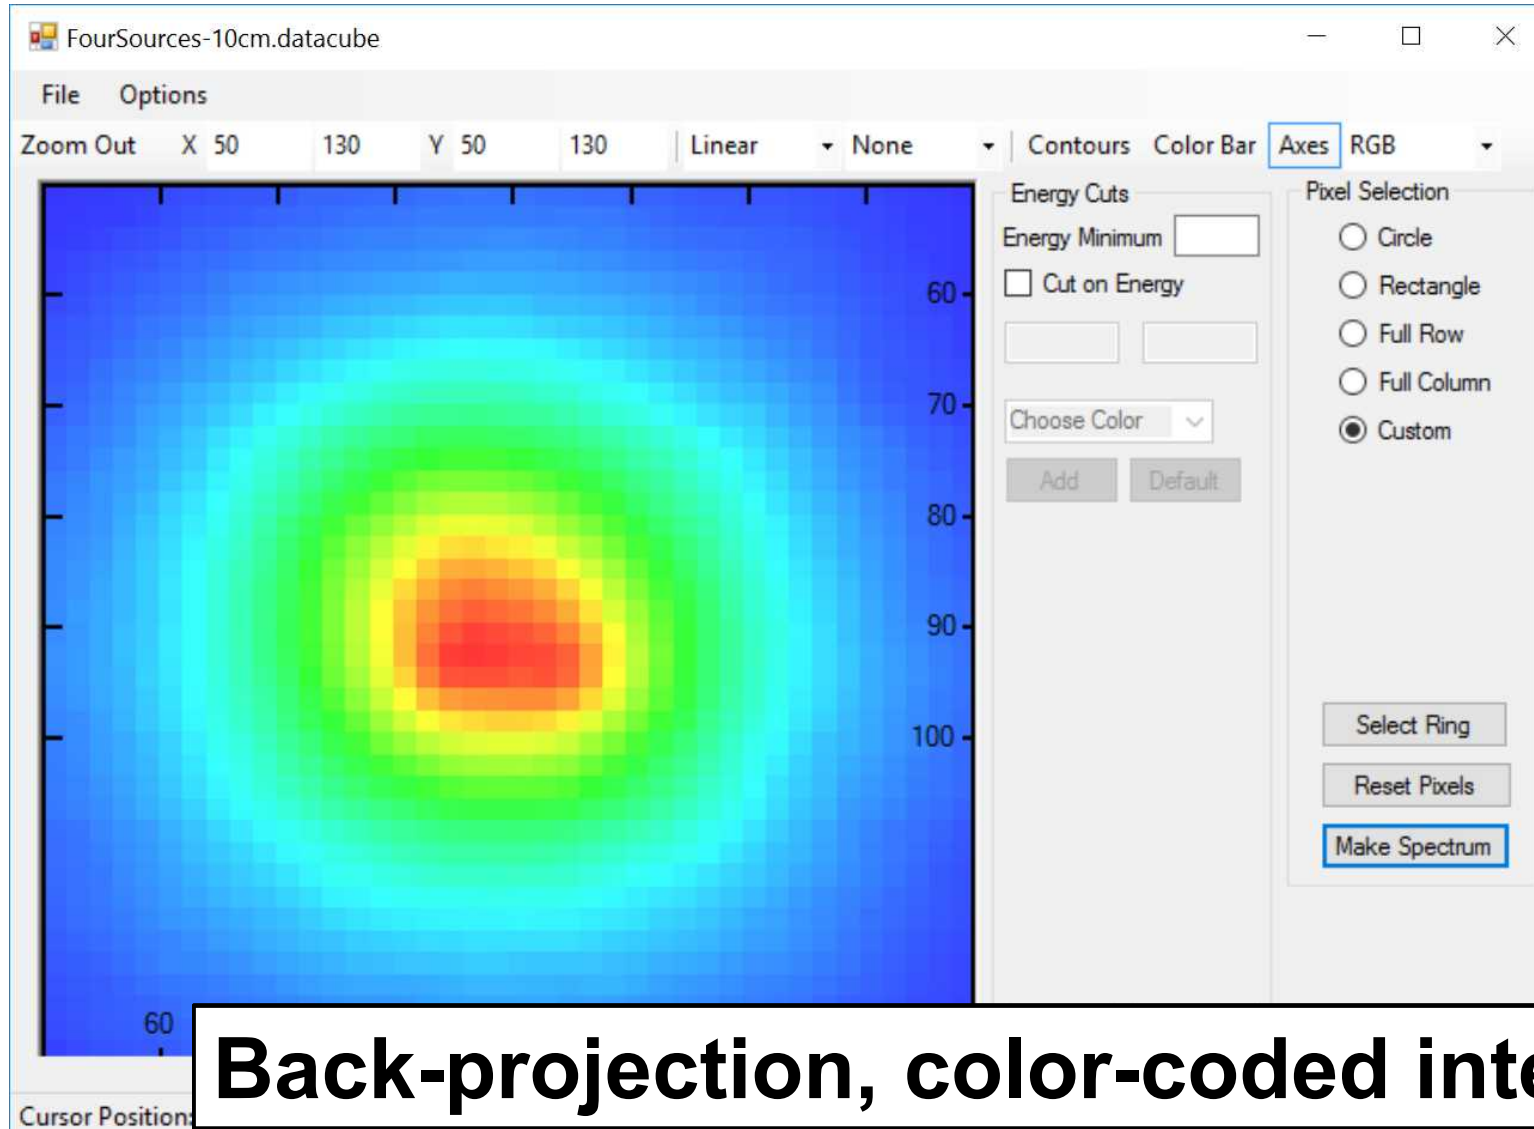 FourSources-10cm.datacube
File Options
Zoom Out X 50 130 Y 50 130 Linear None Contours Color Bar Axes RGB
Energy Cuts
Energy Minimum
Cut on Energy
Choose Color
Add Default
Pixel Selection
Circle
Rectangle
Full Row
Full Column
Custom
Select Ring
Reset Pixels
Make Spectrum
60
70
80
90
100
60
Back-projection, color-coded inte
Cursor Position: